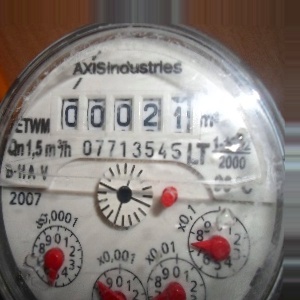 AXISindustries
00021 m³
ETWM
Qn 1,5 m³/h 07713545 LT
B-H A-V 2000
2007
x0,0001 x0,1
x0,001 x0,01